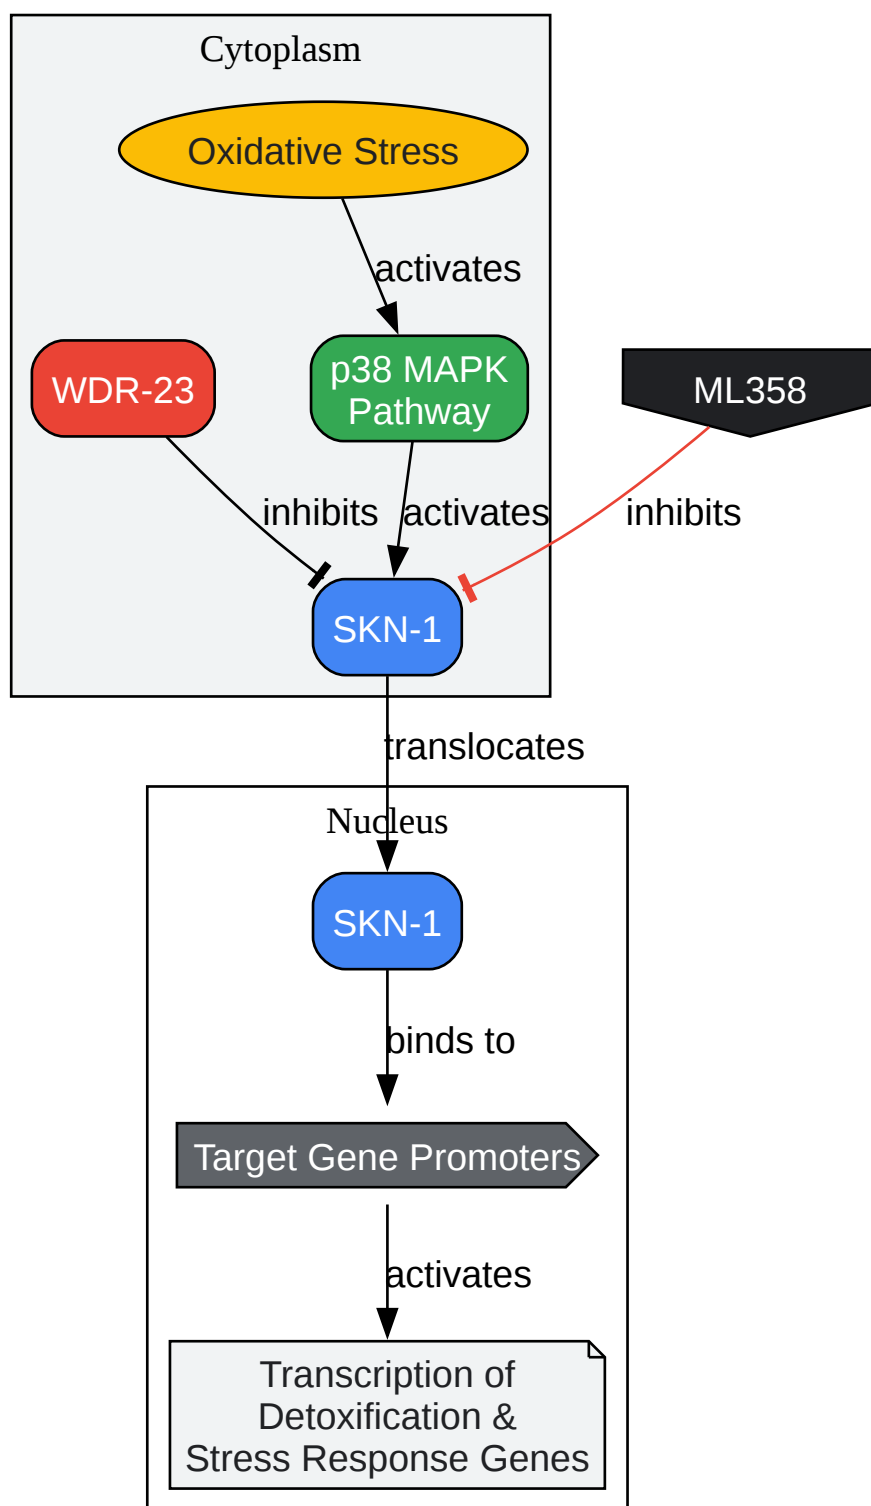 Cytoplasm
Oxidative Stress
activates
WDR-23
p38 MAPK
Pathway
ML358
inhibits
activates
inhibits
SKN-1
translocates
Nucleus
SKN-1
binds to
Target Gene Promoters
activates
Transcription of
Detoxification &
Stress Response Genes